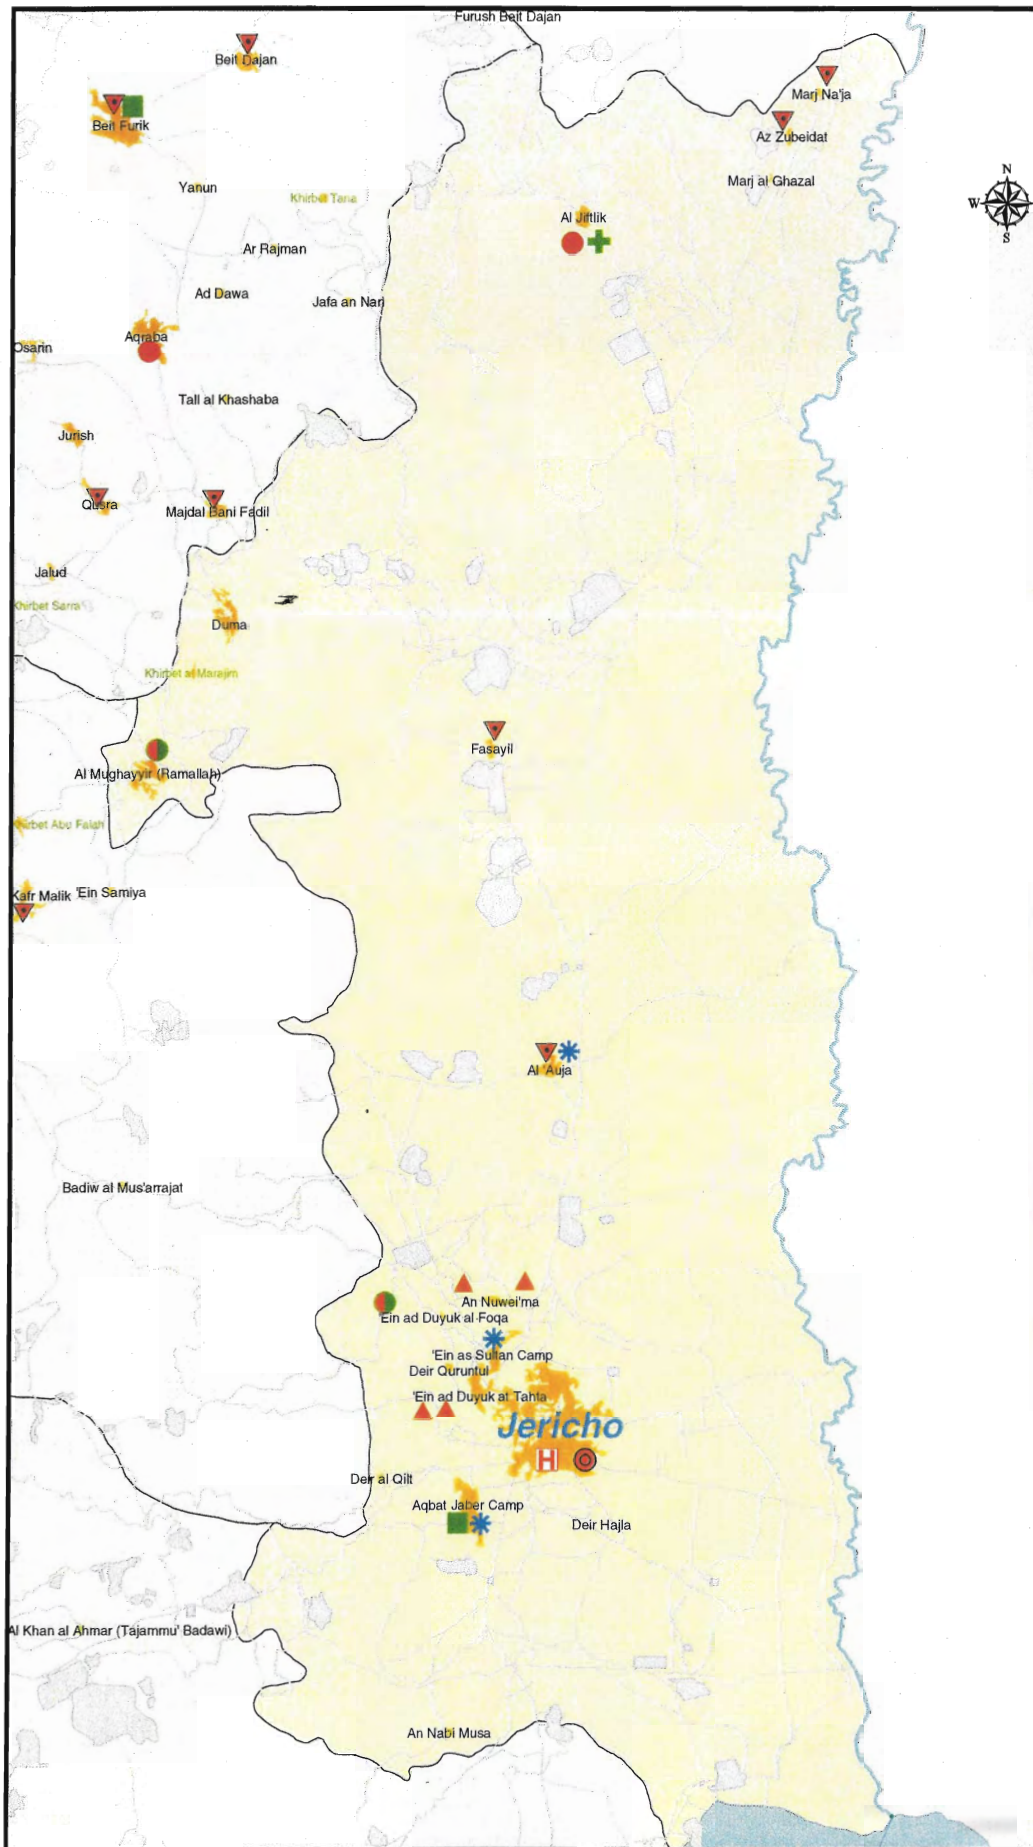 Furush Beit Dajan
Beit Dajan
Marj Na'ja
Beit Furik
Az Zubeidat
N
Yanun
Marj al Ghazal
Khirbet Tana
W
E
S
Al Jiftlik
Ar Rajman
Ad Dawa
Jafa an Narj
Aqraba
Osarin
Tall al Khashaba
Jurish
Qusra
Majdal Bani Fadil
Jalud
Khirbet Sarra
Duma
Khirbet al Marajim
Fasayil
Al Mughayyir (Ramallah)
Khirbet Abu Falah
Kafr Malik
'Ein Samiya
Al 'Auja
Badiw al Mus'arrajat
An Nuwei'ma
'Ein ad Duyuk al Foqa
'Ein as Sultan Camp
Deir Quruntul
'Ein ad Duyuk at Tahta
Jericho
H
Deir al Qilt
Aqbat Jaber Camp
Deir Hajla
Al Khan al Ahmar (Tajammu' Badawi)
An Nabi Musa